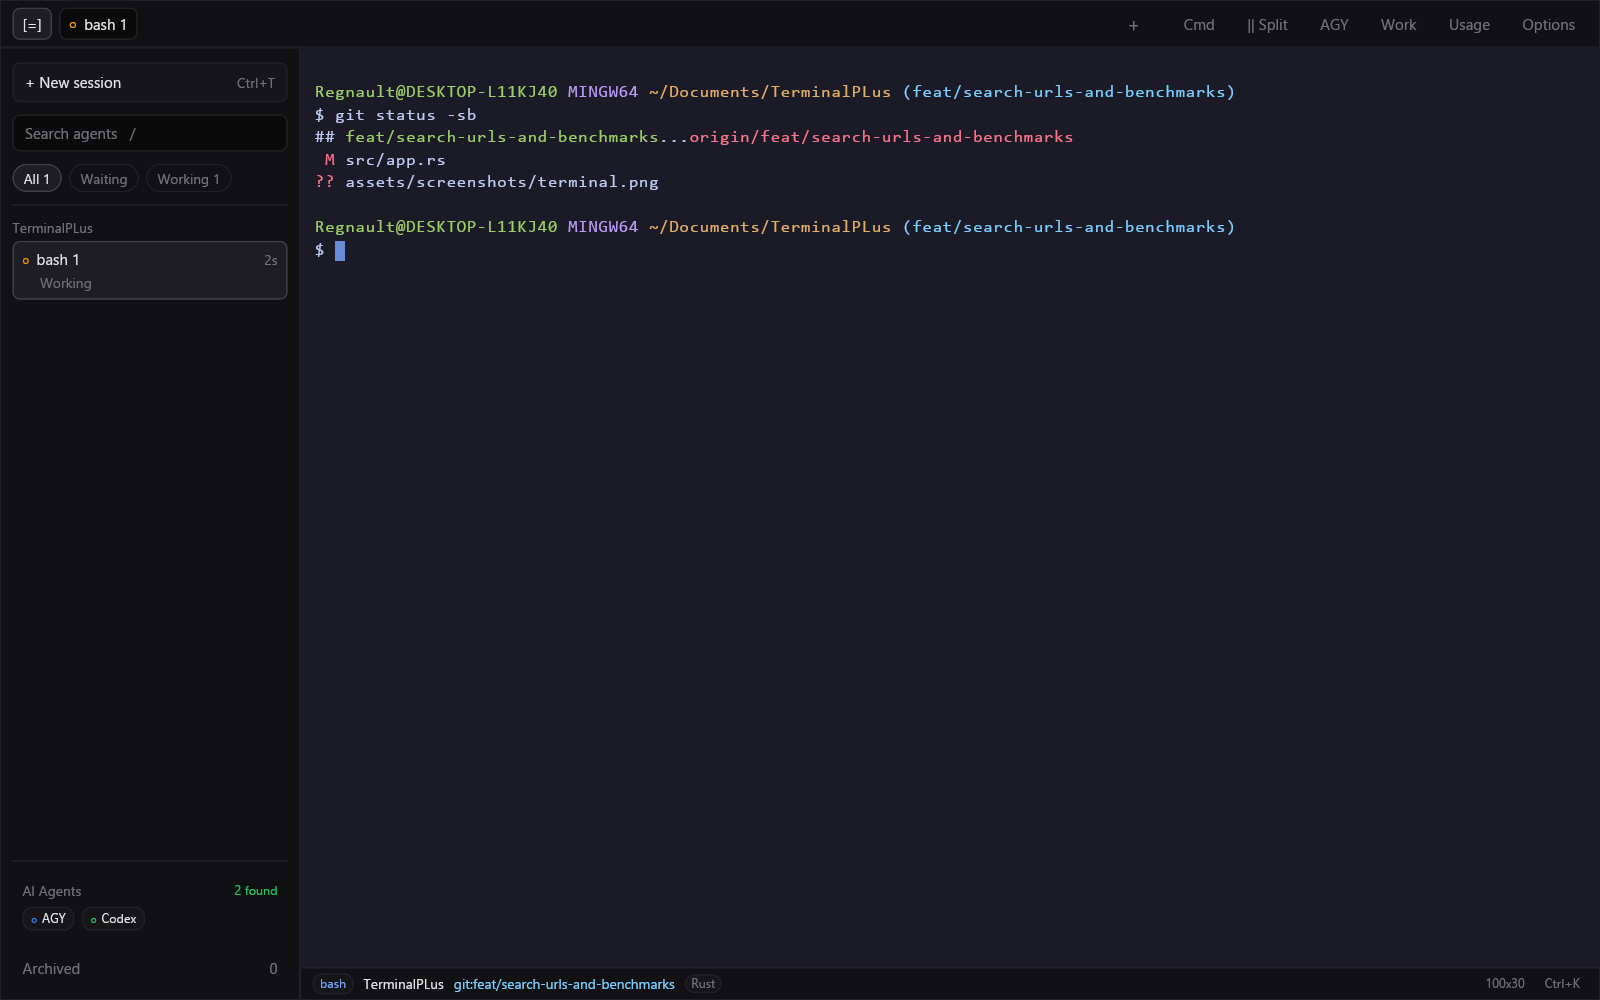 [=] bash 1 + Cmd || Split AGY Work Usage Options
+ New session Ctrl+T
Search agents /
All 1 Waiting Working 1
TerminalPLus
bash 1 2s
Working
AI Agents 2 found
AGY Codex
Archived 0
Regnault@DESKTOP-L11KJ40 MINGW64 ~/Documents/TerminalPLus (feat/search-urls-and-benchmarks)
$ git status -sb
## feat/search-urls-and-benchmarks...origin/feat/search-urls-and-benchmarks
 M src/app.rs
?? assets/screenshots/terminal.png
Regnault@DESKTOP-L11KJ40 MINGW64 ~/Documents/TerminalPLus (feat/search-urls-and-benchmarks)
$
bash TerminalPLus git:feat/search-urls-and-benchmarks Rust 100x30 Ctrl+K